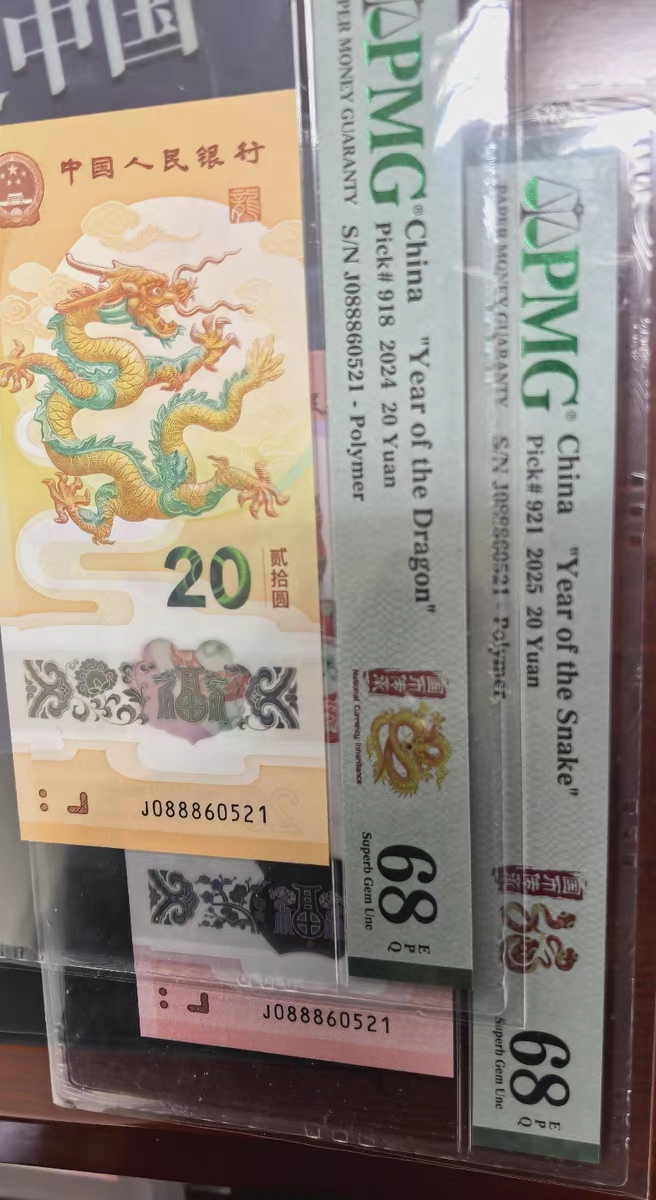 中国
中国人民银行
龍
20
贰拾圆
J088860521
PMG
PAPER MONEY GUARANTY
®
China "Year of the Dragon"
Pick# 918 2024 20 Yuan
S/N J088860521 - Polymer
National Currency Inheritance
68
EPQ
Superb Gem Unc
J088860521
PMG
PAPER MONEY GUARANTY
®
China "Year of the Snake"
Pick# 921 2025 20 Yuan
S/N J088860521 - Polymer
68
EPQ
Superb Gem Unc